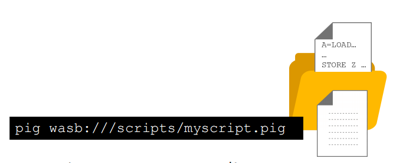 A=LOAD…
…
STORE Z …
pig wasb:///scripts/myscript.pig